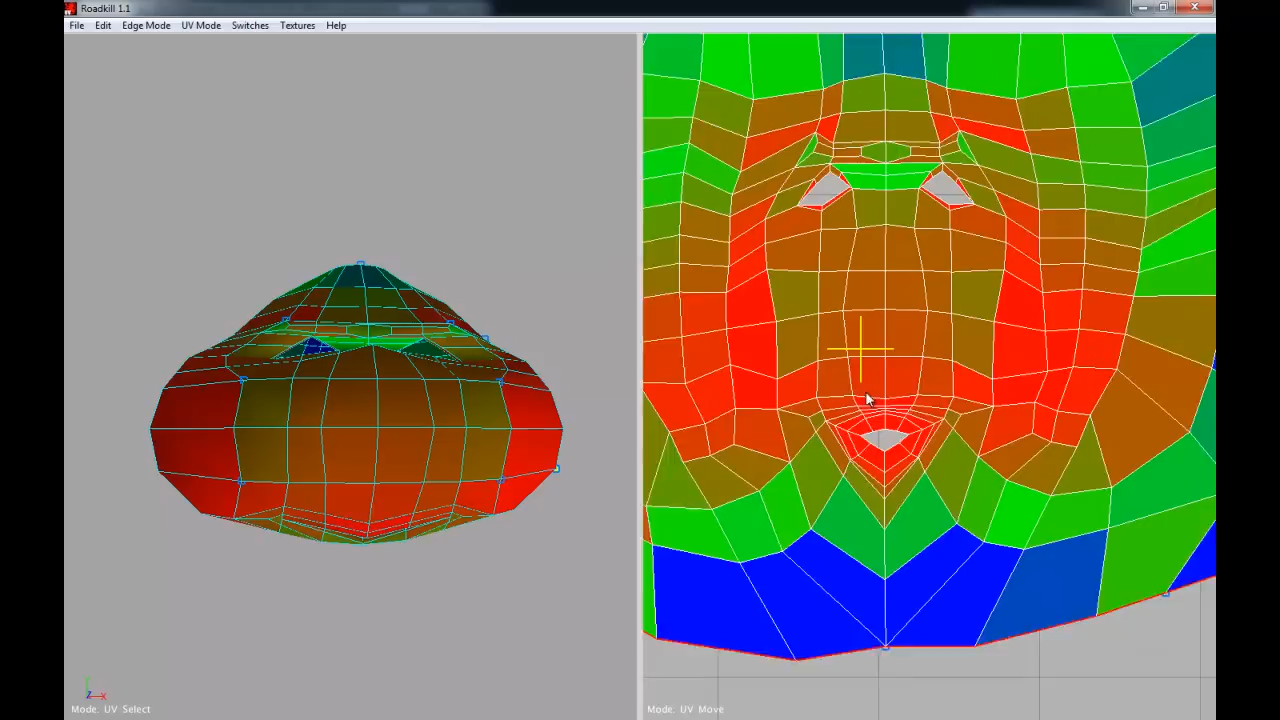 Roadkill 1.1
File Edit Edge Mode UV Mode Switches Textures Help
Mode. UV Select
Mode. UV Move